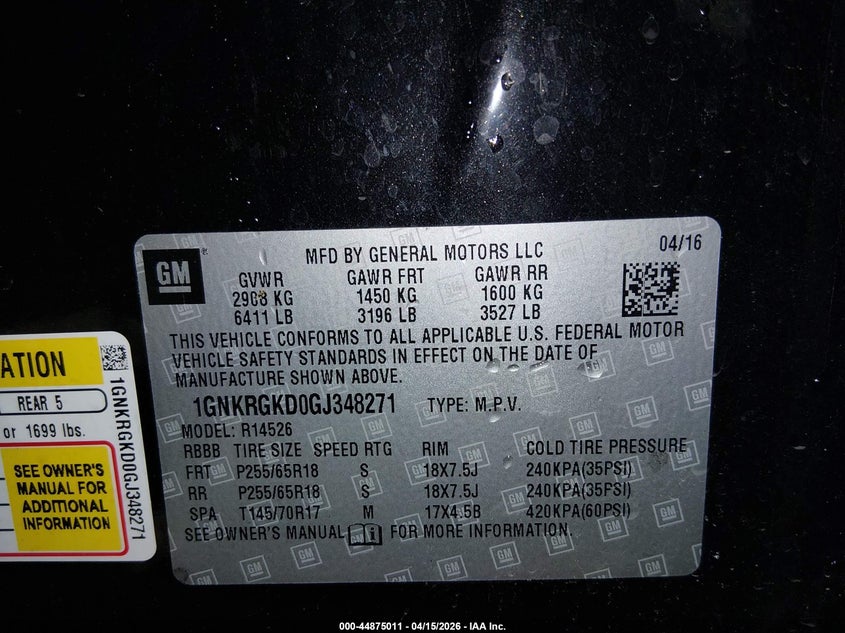 GM
MFD BY GENERAL MOTORS LLC
04/16
GVWR GAWR FRT GAWR RR
2908 KG 1450 KG 1600 KG
6411 LB 3196 LB 3527 LB
THIS VEHICLE CONFORMS TO ALL APPLICABLE U.S. FEDERAL MOTOR
VEHICLE SAFETY STANDARDS IN EFFECT ON THE DATE OF
MANUFACTURE SHOWN ABOVE.
1GNKRGKD0GJ348271 TYPE: M.P.V.
MODEL: R14526
RBBB TIRE SIZE SPEED RTG RIM COLD TIRE PRESSURE
FRT P255/65R18 S 18X7.5J 240KPA(35PSI)
RR P255/65R18 S 18X7.5J 240KPA(35PSI)
SPA T145/70R17 M 17X4.5B 420KPA(60PSI)
SEE OWNER'S MANUAL FOR MORE INFORMATION.
ATION
REAR 5
or 1699 lbs.
SEE OWNER'S
MANUAL FOR
ADDITIONAL
INFORMATION
1GNKRGKD0GJ348271
000-44875011 - 04/15/2026 - IAA Inc.